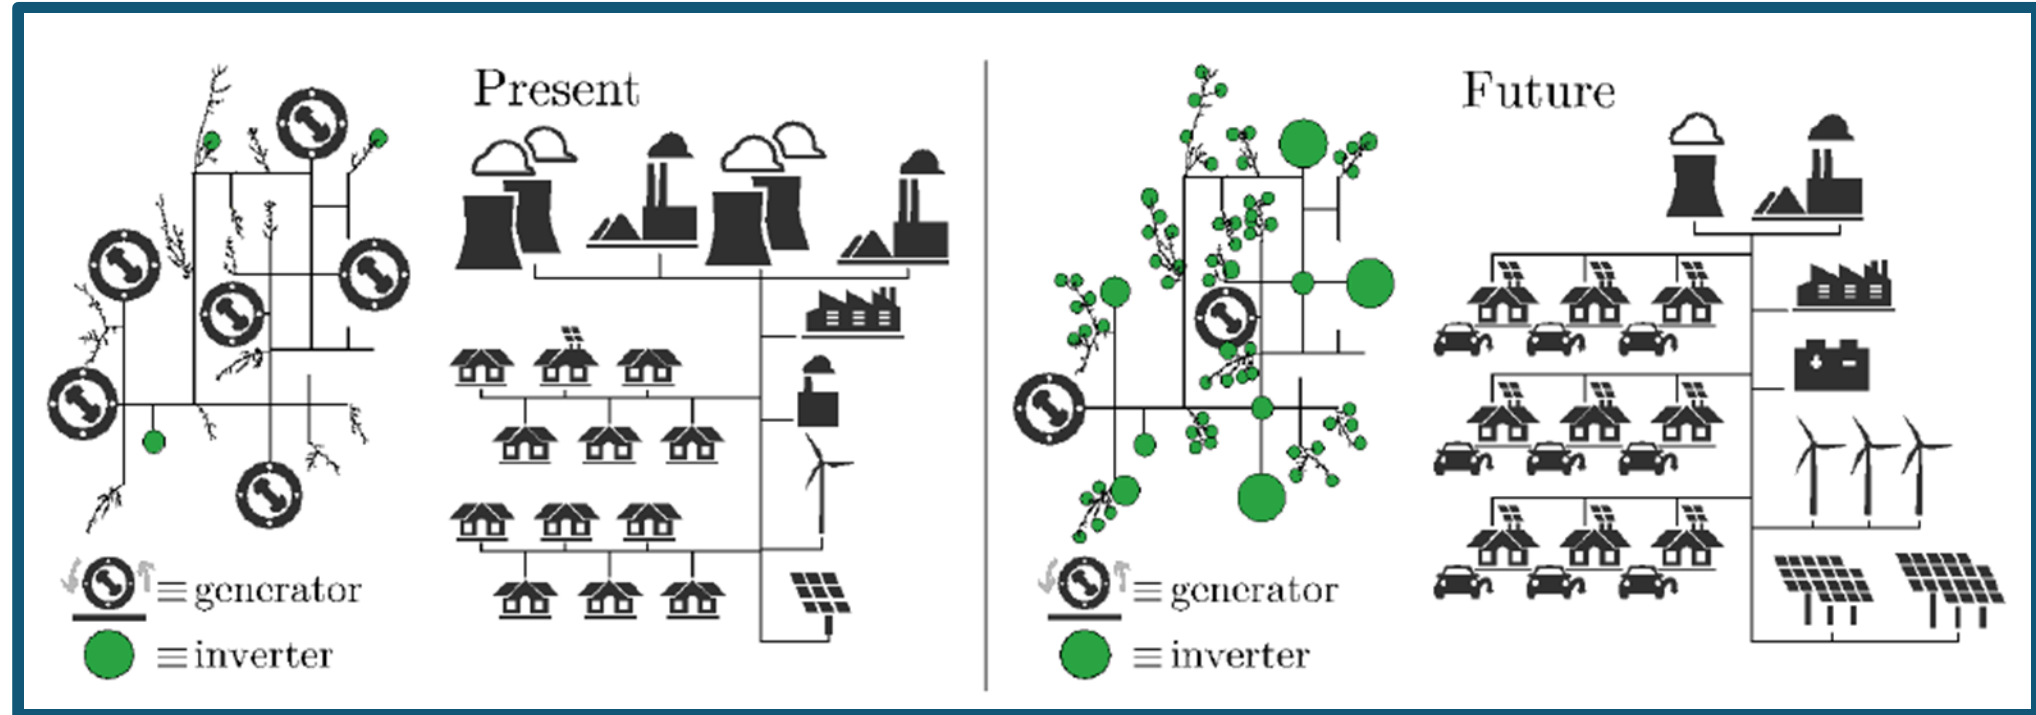 Present
≡ generator
≡ inverter
Future
≡ generator
≡ inverter